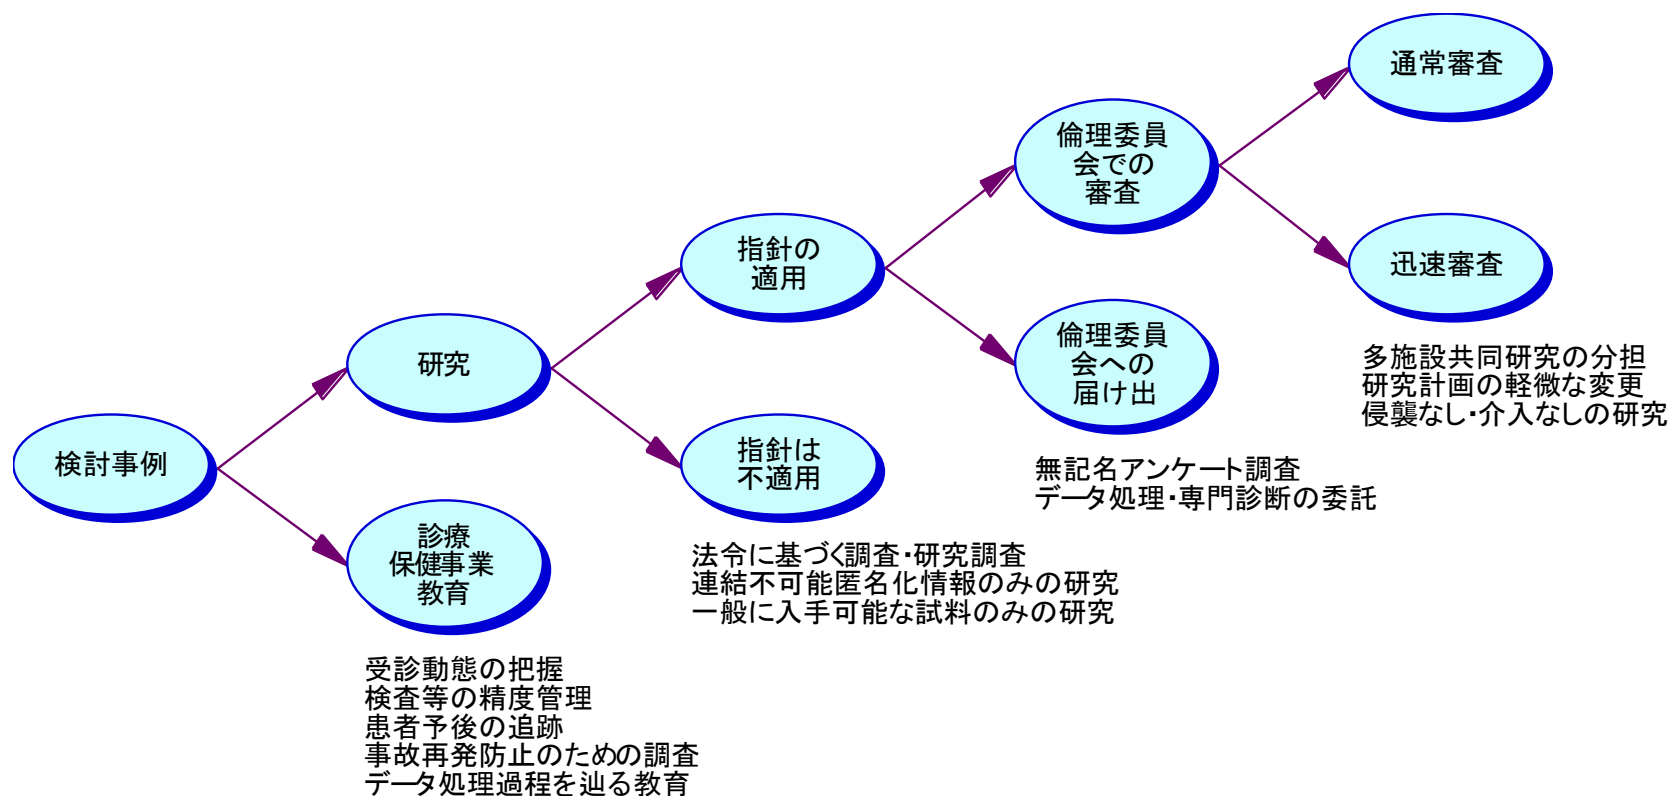 検討事例
研究
診療
保健事業
教育
受診動態の把握
検査等の精度管理
患者予後の追跡
事故再発防止のための調査
データ処理過程を辿る教育
指針の
適用
指針は
不適用
法令に基づく調査・研究調査
連結不可能匿名化情報のみの研究
一般に入手可能な試料のみの研究
倫理委員
会での
審査
倫理委員
会への
届け出
無記名アンケート調査
データ処理・専門診断の委託
通常審査
迅速審査
多施設共同研究の分担
研究計画の軽微な変更
侵襲なし・介入なしの研究